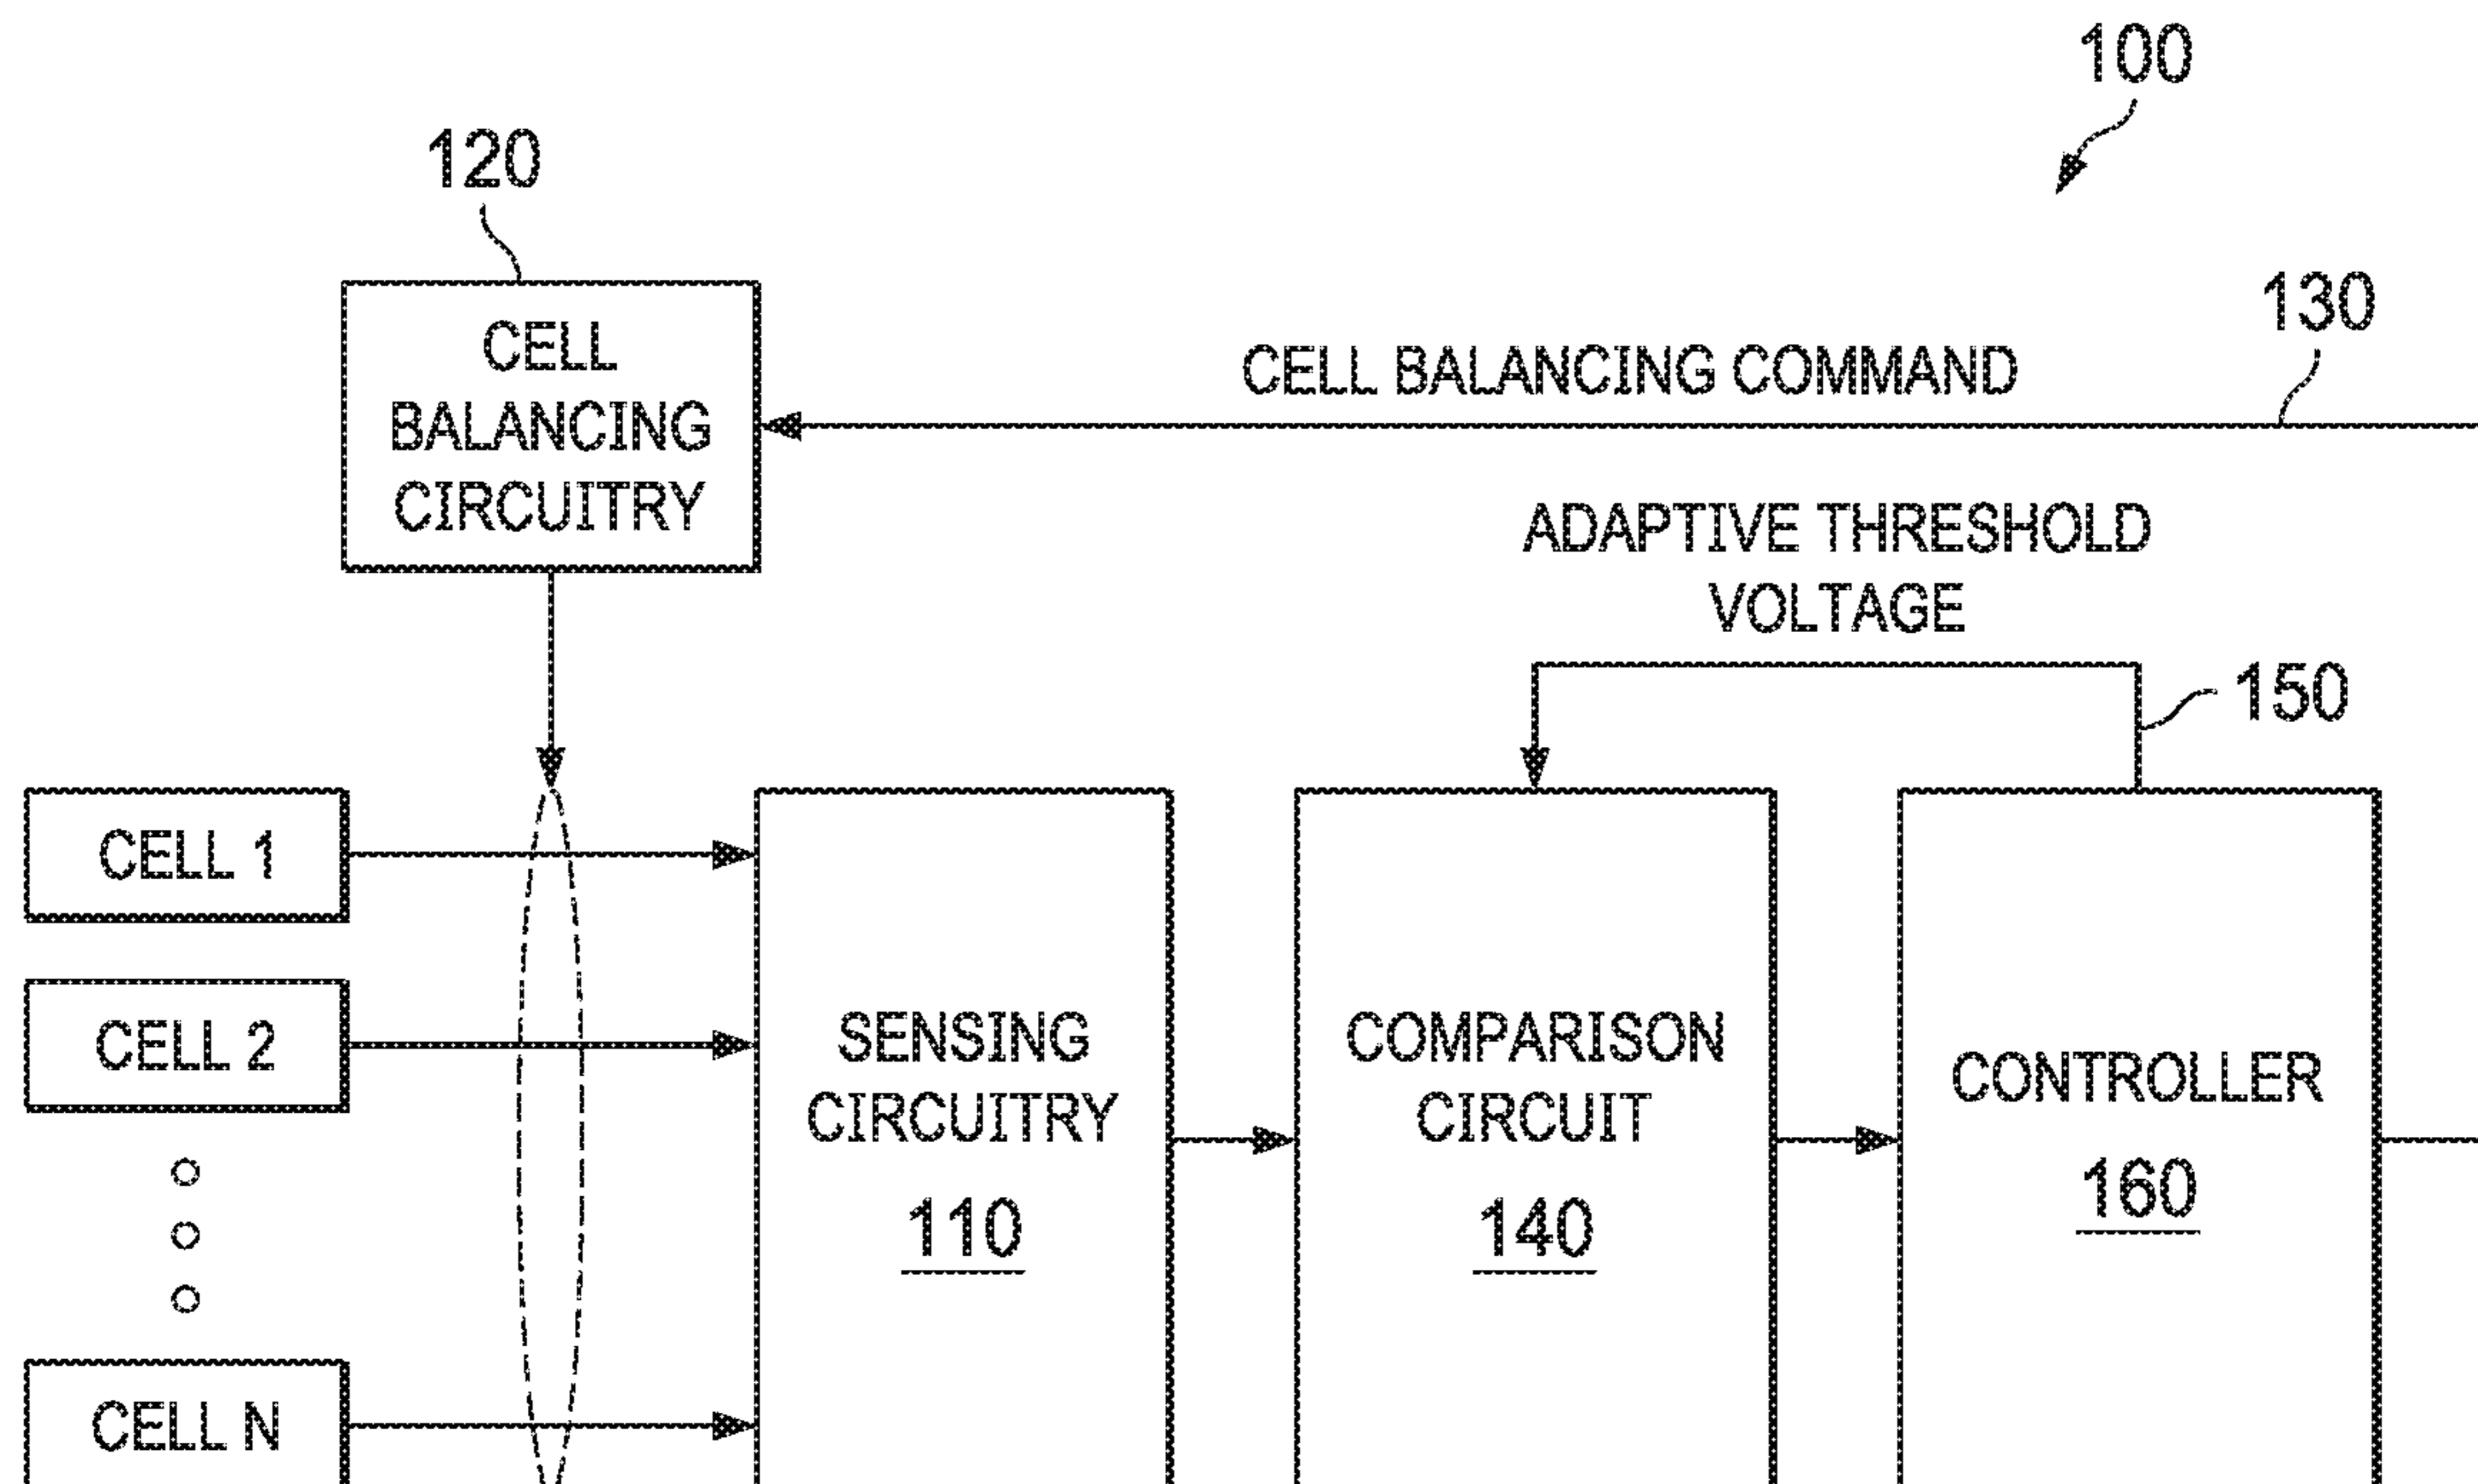 100
120
130
CELL
BALANCING
CIRCUITRY
CELL BALANCING COMMAND
ADAPTIVE THRESHOLD
VOLTAGE
150
CELL 1
CELL 2
CELL N
SENSING
CIRCUITRY
110
COMPARISON
CIRCUIT
140
CONTROLLER
160